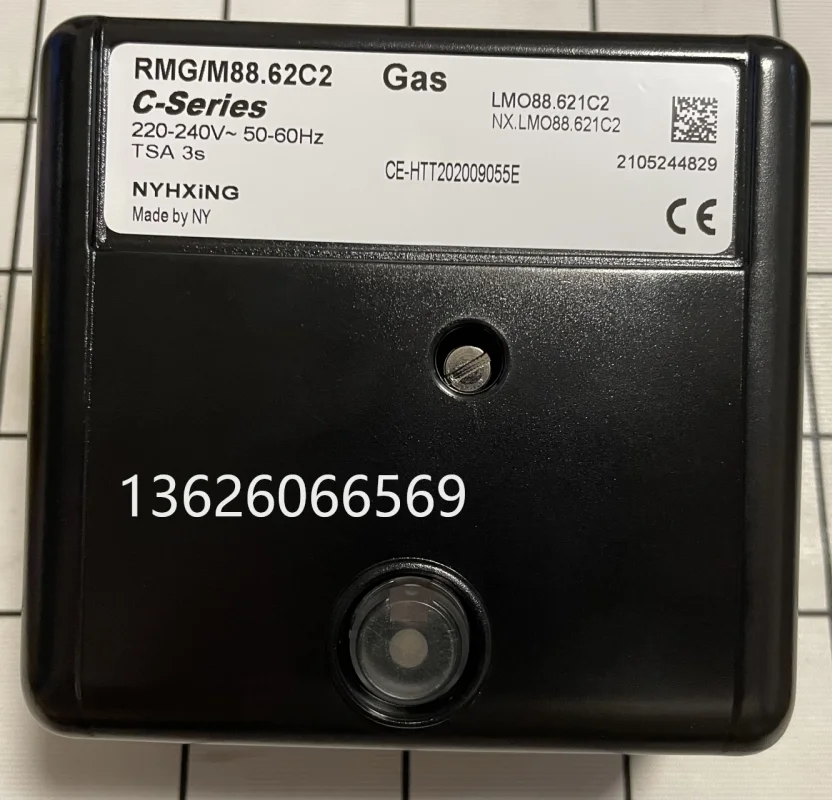 RMG/M88.62C2 Gas
C-Series
LMO88.621C2
NX.LMO88.621C2
220-240V~ 50-60Hz
TSA 3s
2105244829
CE-HTT202009055E
NYHXiNG
Made by NY
CE
13626066569